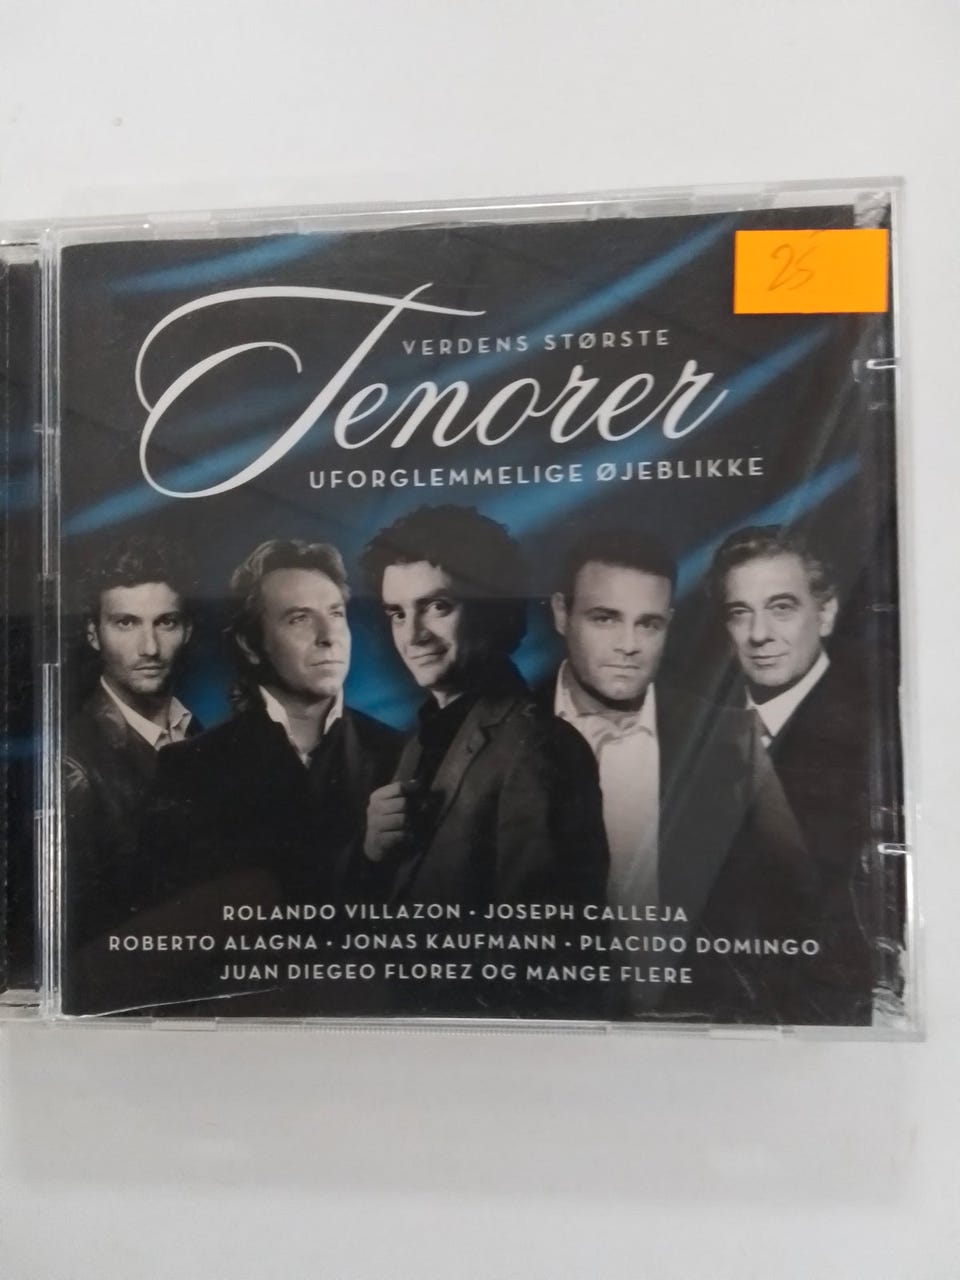 25
VERDENS STØRSTE
Tenorer
UFORGLEMMELIGE ØJEBLIKKE
ROLANDO VILLAZON • JOSEPH CALLEJA
ROBERTO ALAGNA • JONAS KAUFMANN • PLACIDO DOMINGO
JUAN DIEGEO FLOREZ OG MANGE FLERE